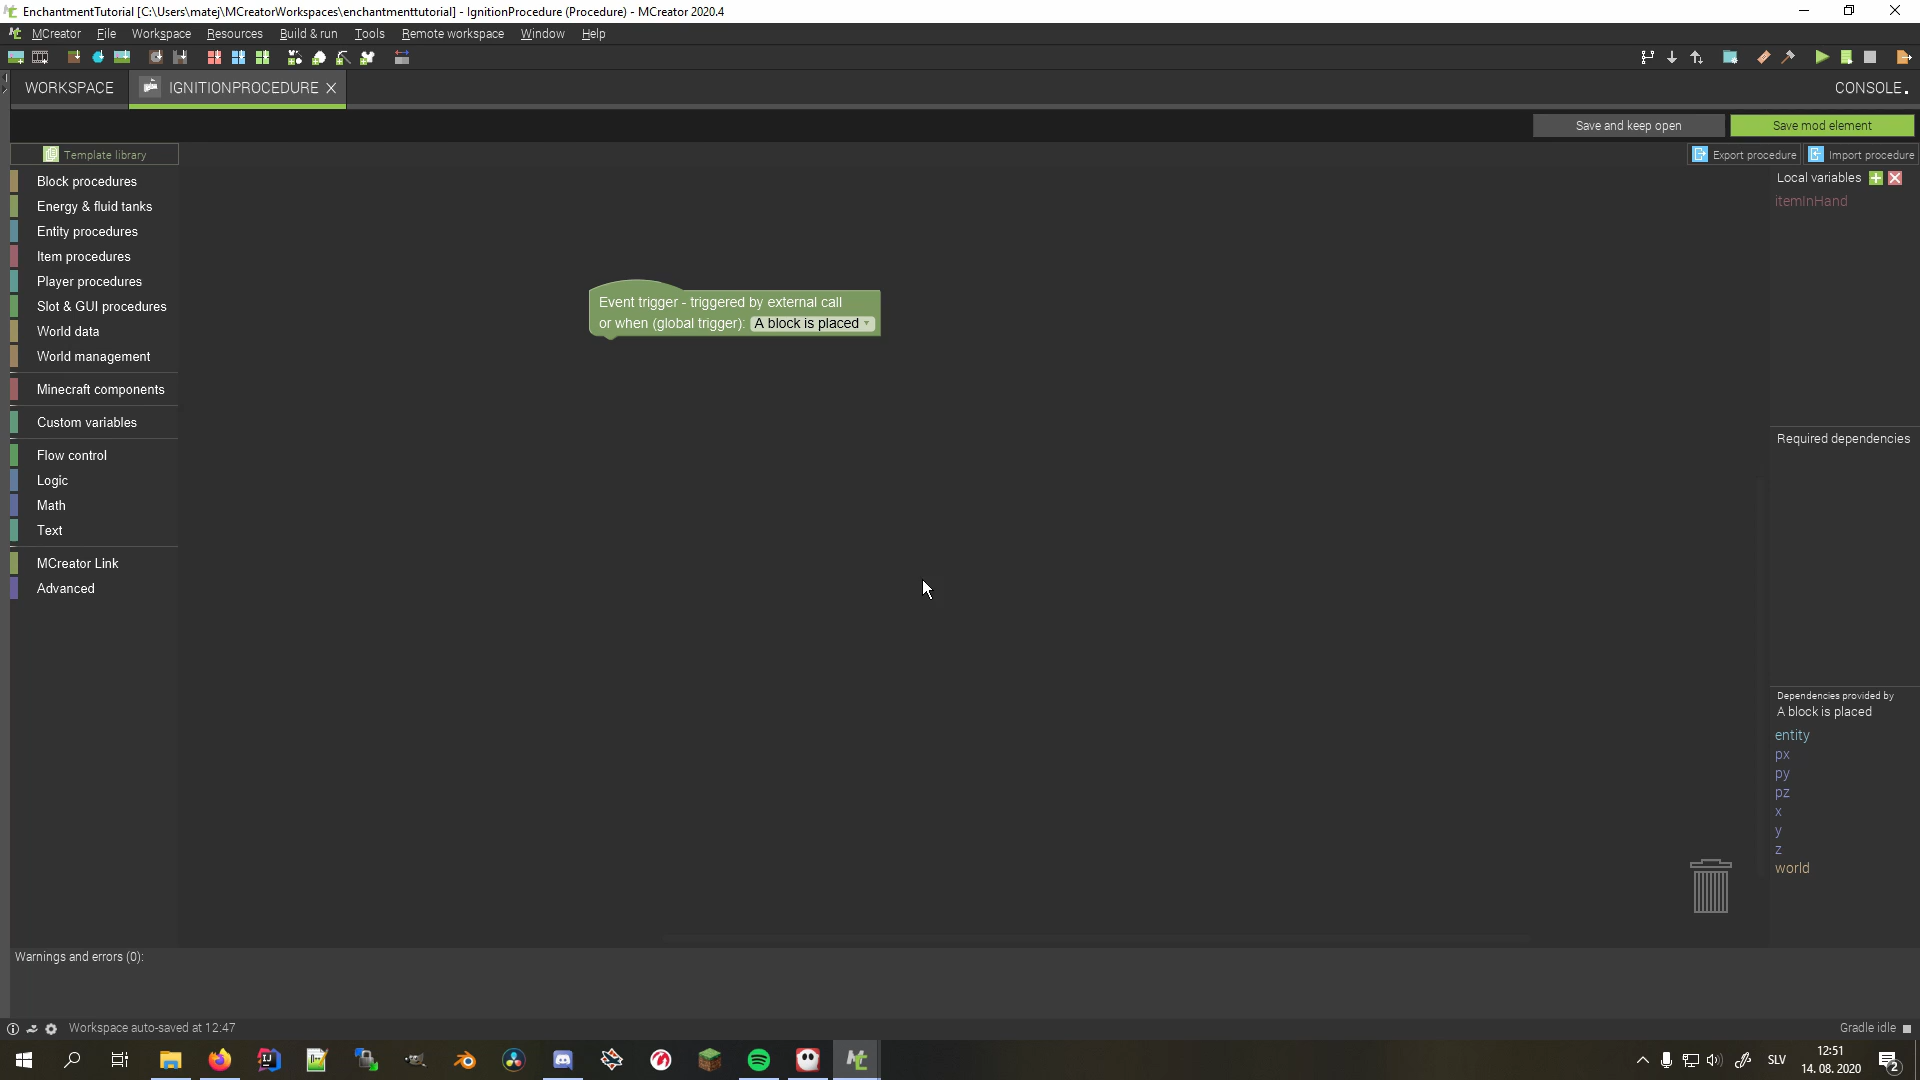 EnchantmentTutorial [C:\Users\matej\MCreatorWorkspaces\enchantmenttutorial] - IgnitionProcedure (Procedure) - MCreator 2020.4
MCreator File Workspace Resources Build & run Tools Remote workspace Window Help
WORKSPACE IGNITIONPROCEDURE CONSOLE
Save and keep open Save mod element
Template library Export procedure Import procedure
Block procedures
Energy & fluid tanks
Entity procedures
Item procedures
Player procedures
Slot & GUI procedures
World data
World management
Minecraft components
Custom variables
Flow control
Logic
Math
Text
MCreator Link
Advanced
Event trigger - triggered by external call
or when (global trigger): A block is placed
Local variables
itemInHand
Required dependencies
Dependencies provided by
A block is placed
entity
px
py
pz
x
y
z
world
Warnings and errors (0):
Workspace auto-saved at 12:47 Gradle idle
SLV 12:51
14. 08. 2020
2